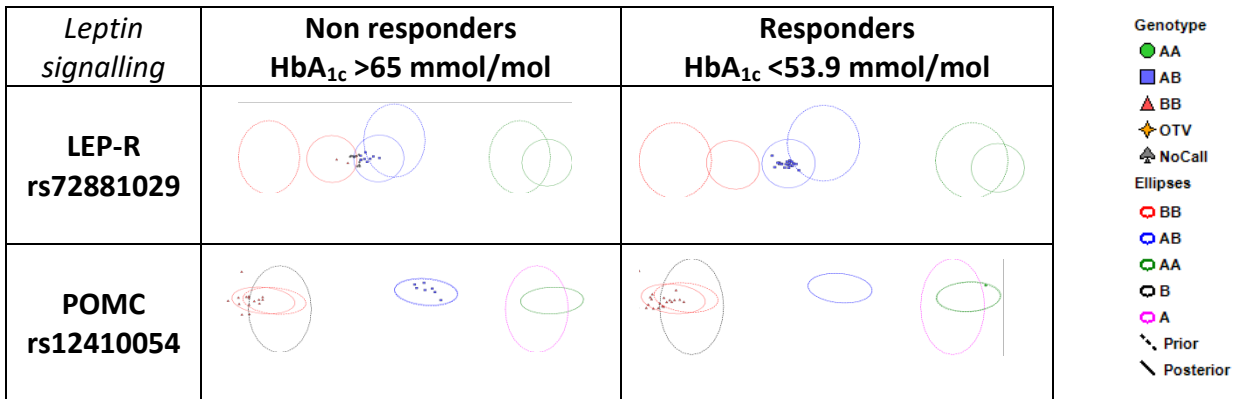 Leptin
signalling
Non responders
HbA1c >65 mmol/mol
Responders
HbA1c <53.9 mmol/mol
LEP-R
rs72881029
POMC
rs12410054
Genotype
AA
AB
BB
OTV
NoCall
Ellipses
BB
AB
AA
B
A
Prior
Posterior